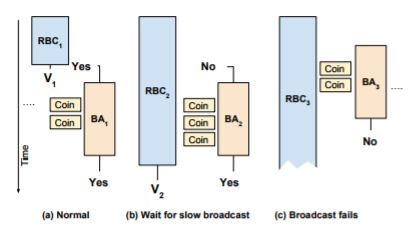 RBC1
Yes
V1
....
Coin
Coin
BA1
Yes
Time
(a) Normal
RBC2
No
Coin
Coin
Coin
BA2
V2
Yes
(b) Wait for slow broadcast
RBC3
Coin
Coin
BA3
....
No
(c) Broadcast fails